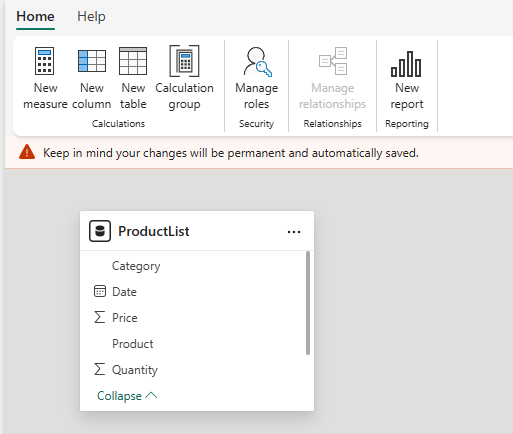 Home Help
New measure
New column
New table
Calculation group
Calculations
Manage roles
Security
Manage relationships
Relationships
New report
Reporting
Keep in mind your changes will be permanent and automatically saved.
ProductList
Category
Date
Price
Product
Quantity
Collapse